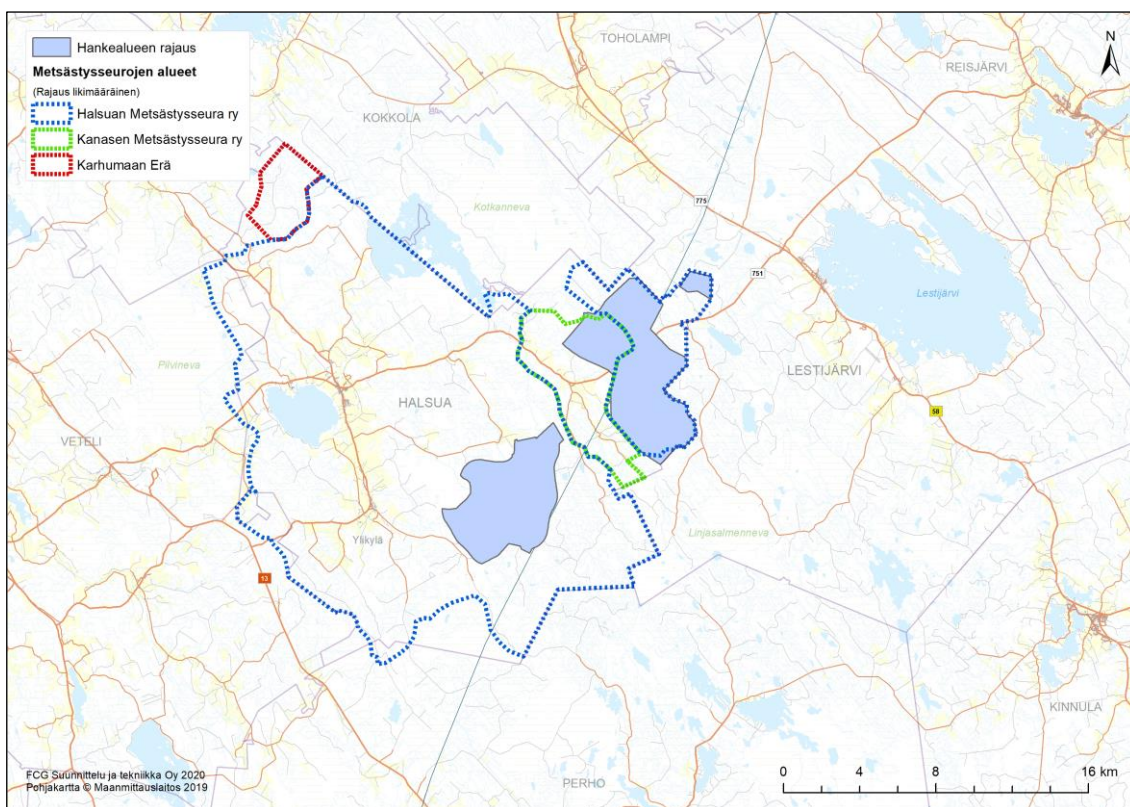 Hankealueen rajaus
Metsästysseurojen alueet
(Rajaus likimääräinen)
Halsuan Metsästysseura ry
Kanasen Metsästysseura ry
Karhumaan Erä
TOHOLAMPI
REISJÄRVI
N
KOKKOLA
Kotkanneva
775
751
Lestijärvi
Pilvineva
LESTIJÄRVI
HALSUA
58
VETELI
Ylikylä
Linjasalmenneva
13
KINNULA
PERHO
FCG Suunnittelu ja tekniikka Oy 2020
Pohjakartta © Maanmittauslaitos 2019
0 4 8 16 km